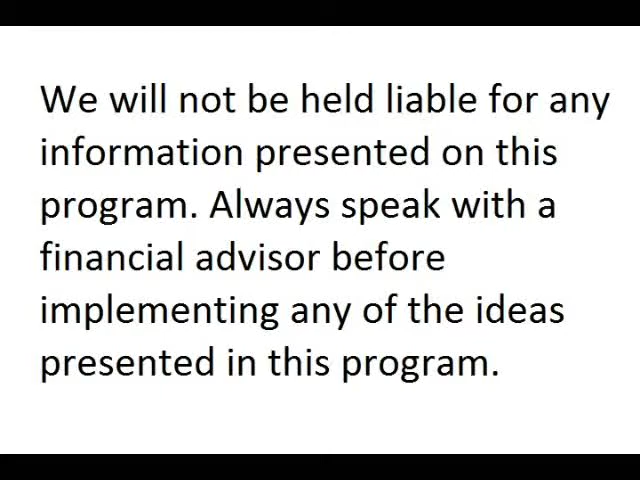 We will not be held liable for any
information presented on this
program. Always speak with a
financial advisor before
implementing any of the ideas
presented in this program.